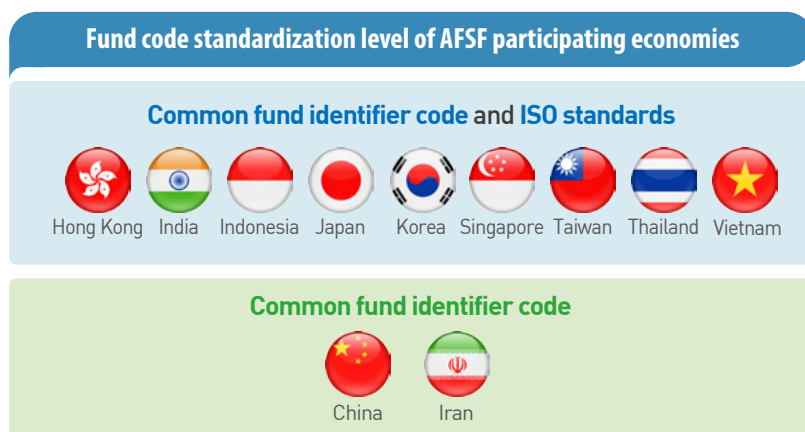 Fund code standardization level of AFSF participating economies
Common fund identifier code and ISO standards
Hong Kong India Indonesia Japan Korea Singapore Taiwan Thailand Vietnam
Common fund identifier code
China Iran